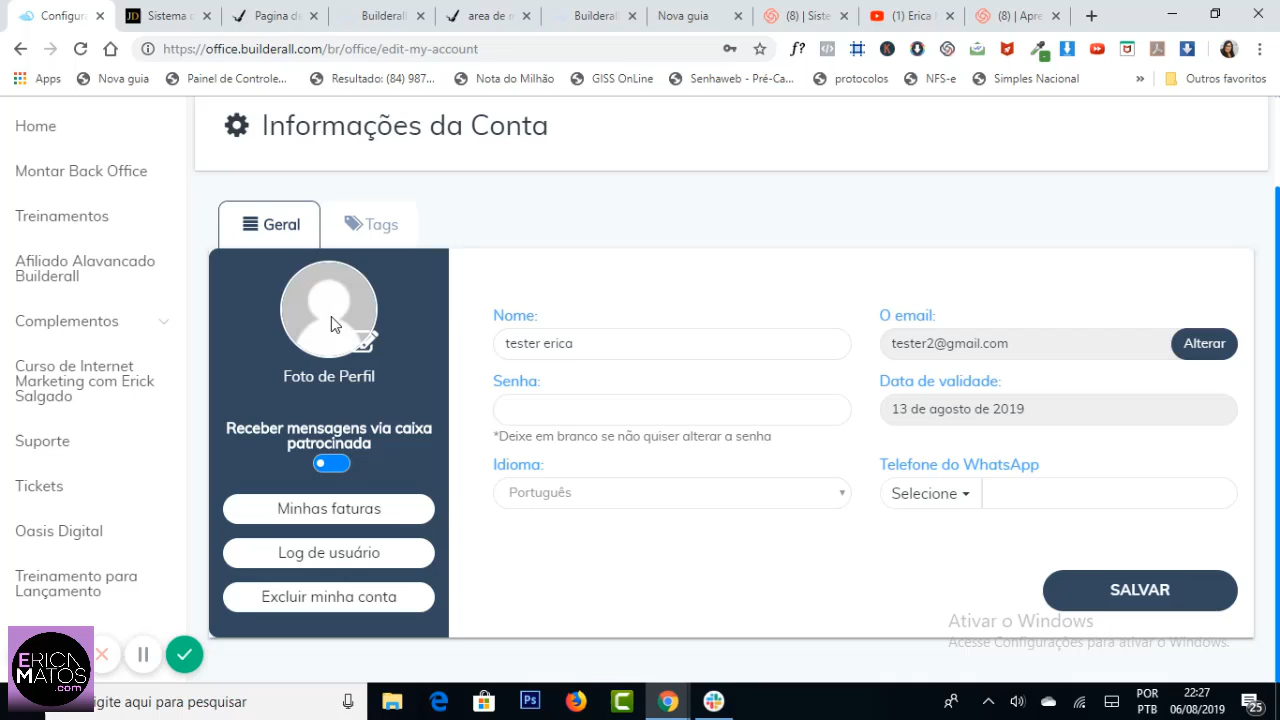 Configura
Sistema c
Pagina de
Builderall
area de m
Builderall
Nova guia
(8) | Siste
(1) Erica
(8) | Apre
https://office.builderall.com/br/office/edit-my-account
f?
Apps
Nova guia
Painel de Controle...
Resultado: (84) 987...
Nota do Milhão
GISS OnLine
Senhaweb - Pré-Ca...
protocolos
NFS-e
Simples Nacional
»
Outros favoritos
Informações da Conta
Home
Montar Back Office
Treinamentos
Afiliado Alavancado
Builderall
Complementos
Curso de Internet
Marketing com Erick
Salgado
Suporte
Tickets
Oasis Digital
Treinamento para
Lançamento
Geral
Tags
Foto de Perfil
Receber mensagens via caixa
patrocinada
Minhas faturas
Log de usuário
Excluir minha conta
Nome:
tester erica
Senha:
*Deixe em branco se não quiser alterar a senha
Idioma:
Português
O email:
tester2@gmail.com
Alterar
Data de validade:
13 de agosto de 2019
Telefone do WhatsApp
Selecione
SALVAR
Ativar o Windows
Acesse Configurações para ativar o Windows.
ERICA
MATOS
.com
igite aqui para pesquisar
POR
PTB
22:27
06/08/2019
25